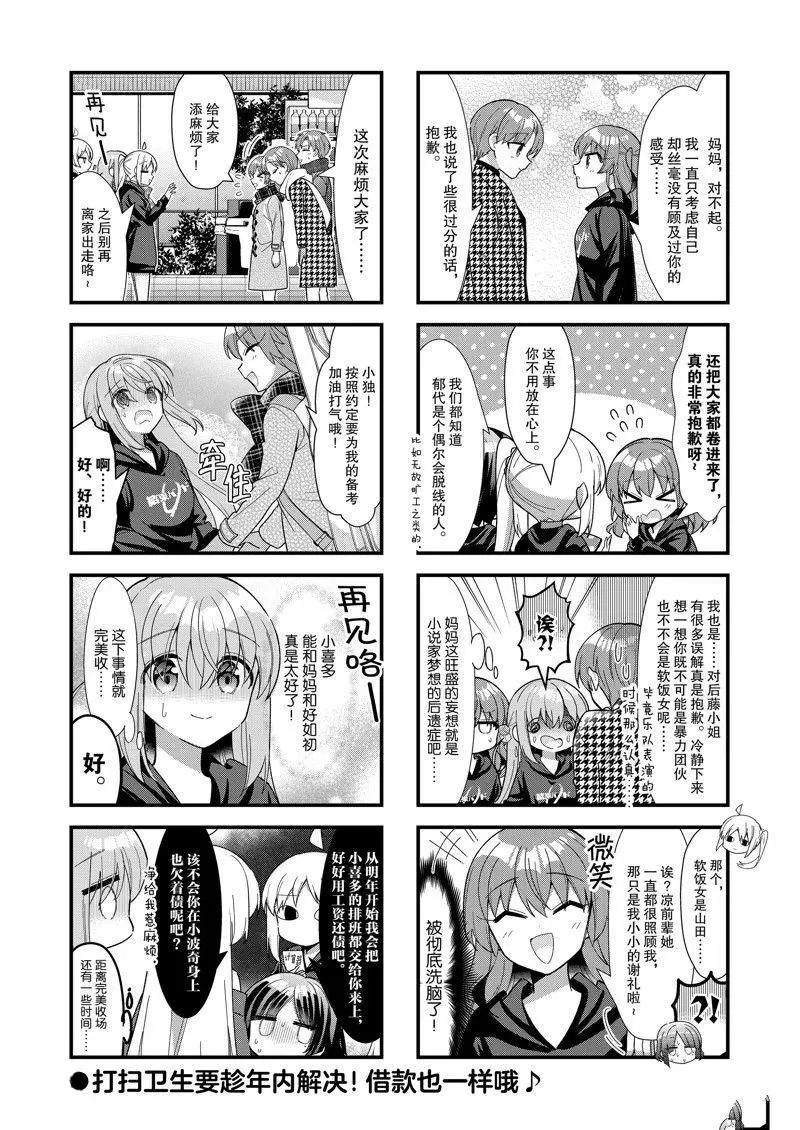 妈妈，对不起。
我一直只考虑自己
却丝毫没有顾及过你的
感受……
我也说了些很过分的话，
抱歉。
还把大家都卷进来了，
真的非常抱歉呀~
这点事
你不用放在心上。
我们都知道
郁代是个偶尔会脱线的人。
比如无故旷工之类的。
我也是……对后藤小姐
有很多误解真是抱歉。冷静下来
想一想你既不可能是暴力团伙
也不不会是软饭女呢……
毕竟乐队表演的
时候那么认真……
诶?!
妈妈这旺盛的妄想就是
小说家梦想的后遗症吧……
那个，
软饭女是山田……
?!
诶？凉前辈她
一直都很照顾我，
那只是我小小的谢礼啦~
微笑
被彻底洗脑了！
这次麻烦大家了……
给大家
添麻烦了！
再见—
之后别再
离家出走咯~
小独！
按照约定要为我的备考
加油打气哦！
牵住
啊……
好、好的！
再见咯—
小喜多
能和妈妈和好如初
真是太好了！
这下事情就
完美收……
好。
从明年开始我会把
小喜多的排班都交给你来上，
好好用工资还债吧。
该不会你在小波奇身上
也欠着债呢吧？
净给我惹麻烦，
距离完美收场
还有一些时间……
●打扫卫生要趁年内解决！借款也一样哦♪